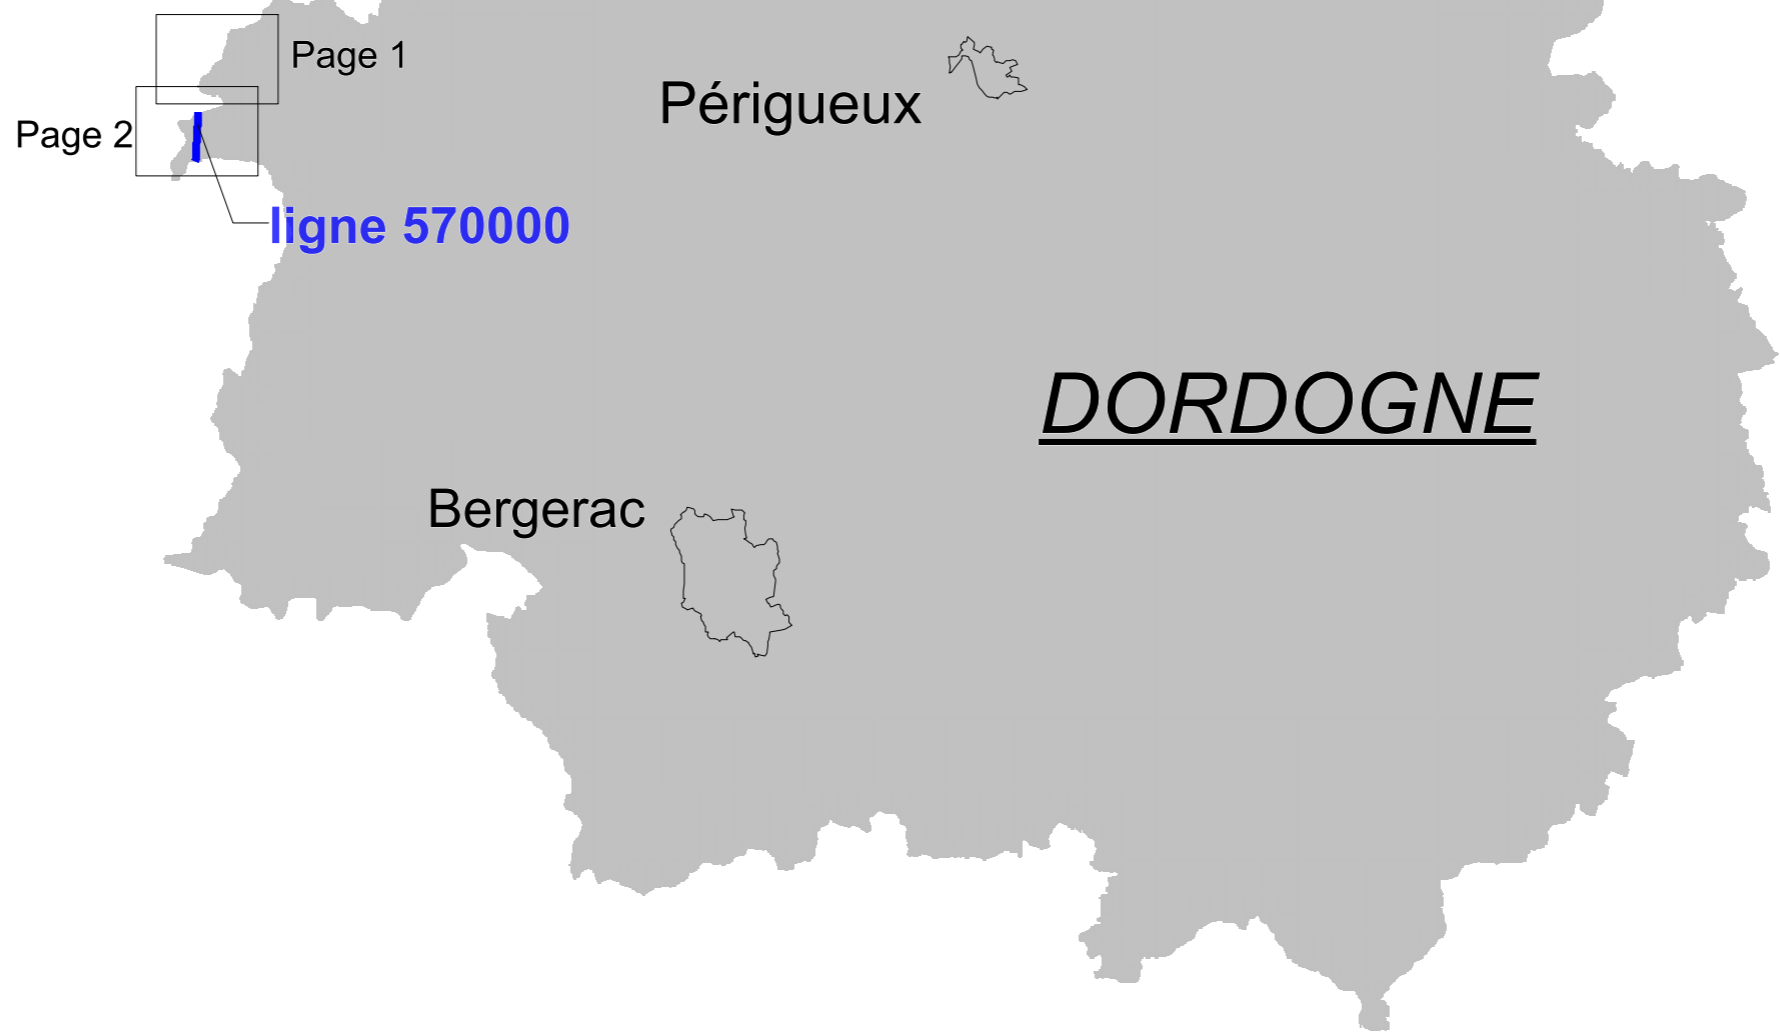 Page 1
Périgueux
Page 2
ligne 570000
DORDOGNE
Bergerac